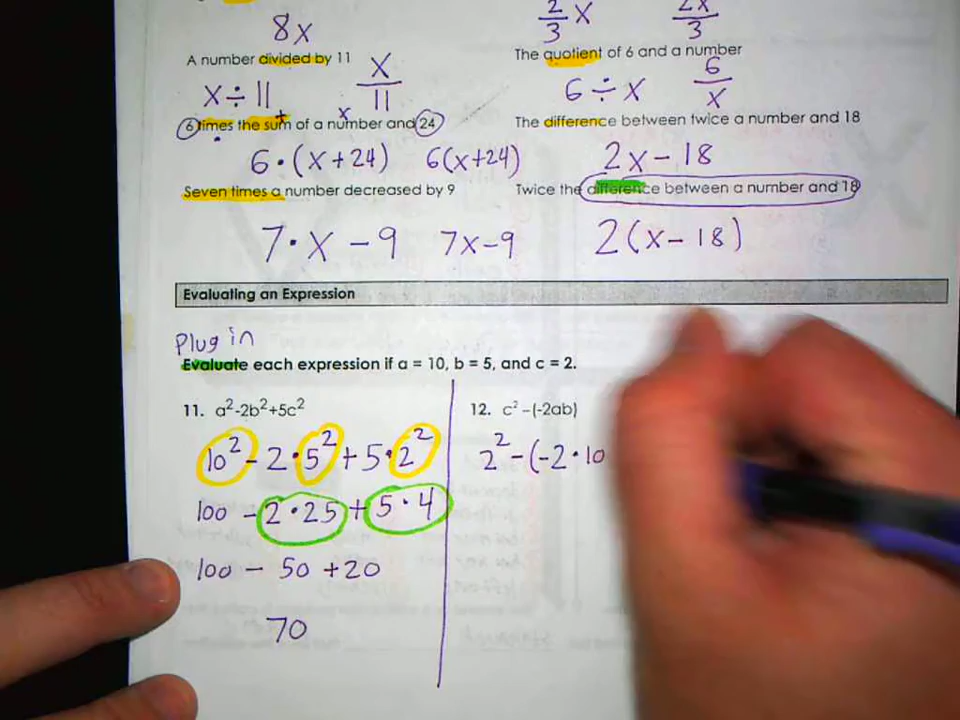 8x
2/3 x 2x/3
A number divided by 11
x ÷ 11 x/11
The quotient of 6 and a number
6 ÷ x 6/x
+ x
6 times the sum of a number and 24
6 · (x+24) 6(x+24)
The difference between twice a number and 18
2x - 18
Seven times a number decreased by 9
7 · x - 9 7x-9
Twice the difference between a number and 18
2(x - 18)
Evaluating an Expression
Plug in
Evaluate each expression if a = 10, b = 5, and c = 2.
11. a²-2b²+5c²
10² - 2 · 5² + 5 · 2²
100 - 2 · 25 + 5 · 4
100 - 50 + 20
70
12. c² -(-2ab)
2² - (-2 · 10